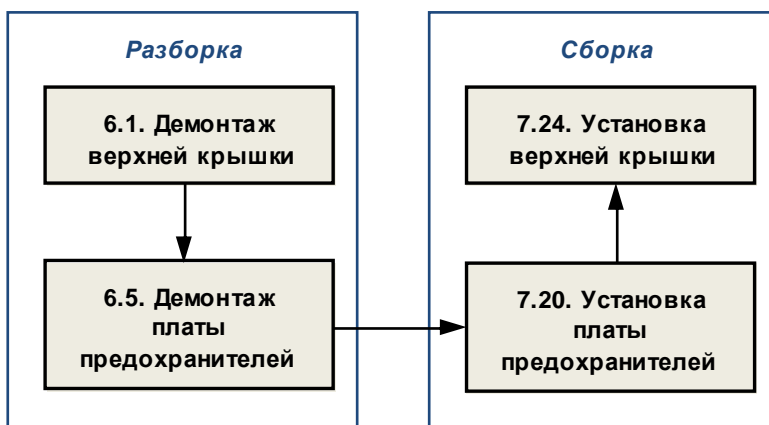 Разборка
6.1. Демонтаж
верхней крышки
6.5. Демонтаж
платы
предохранителей
Сборка
7.24. Установка
верхней крышки
7.20. Установка
платы
предохранителей